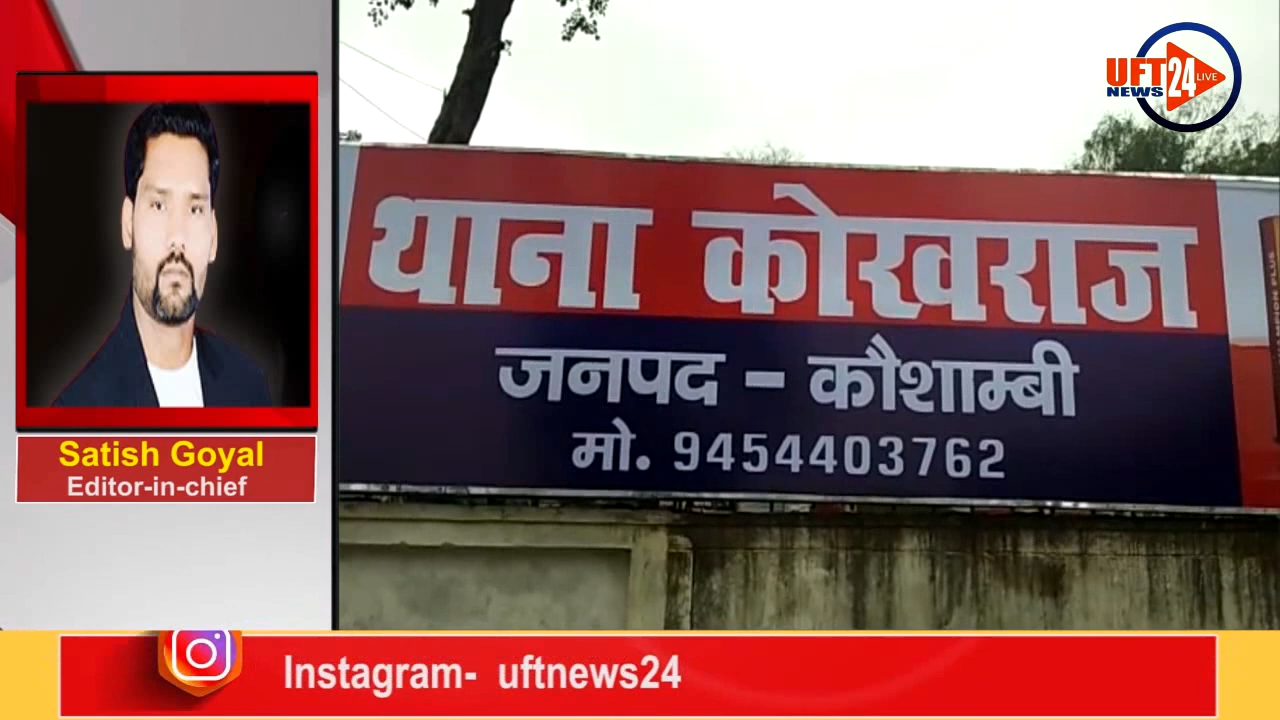 UFT
NEWS
24
LIVE
थाना कोखराज
जनपद - कौशाम्बी
मो. 9454403762
Satish Goyal
Editor-in-chief
Instagram- uftnews24